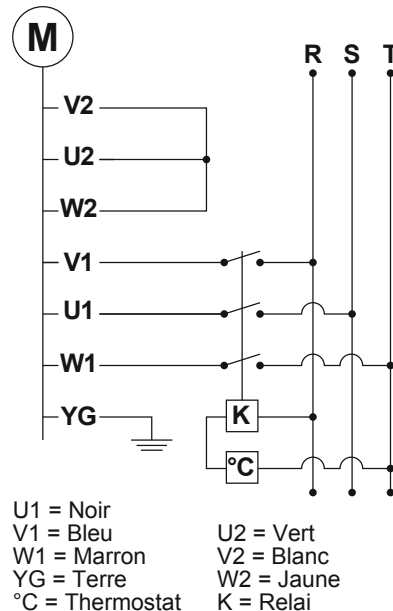 M
R S T
V2
U2
W2
V1
U1
W1
YG
K
°C
U1 = Noir
V1 = Bleu
W1 = Marron
YG = Terre
°C = Thermostat
U2 = Vert
V2 = Blanc
W2 = Jaune
K = Relai